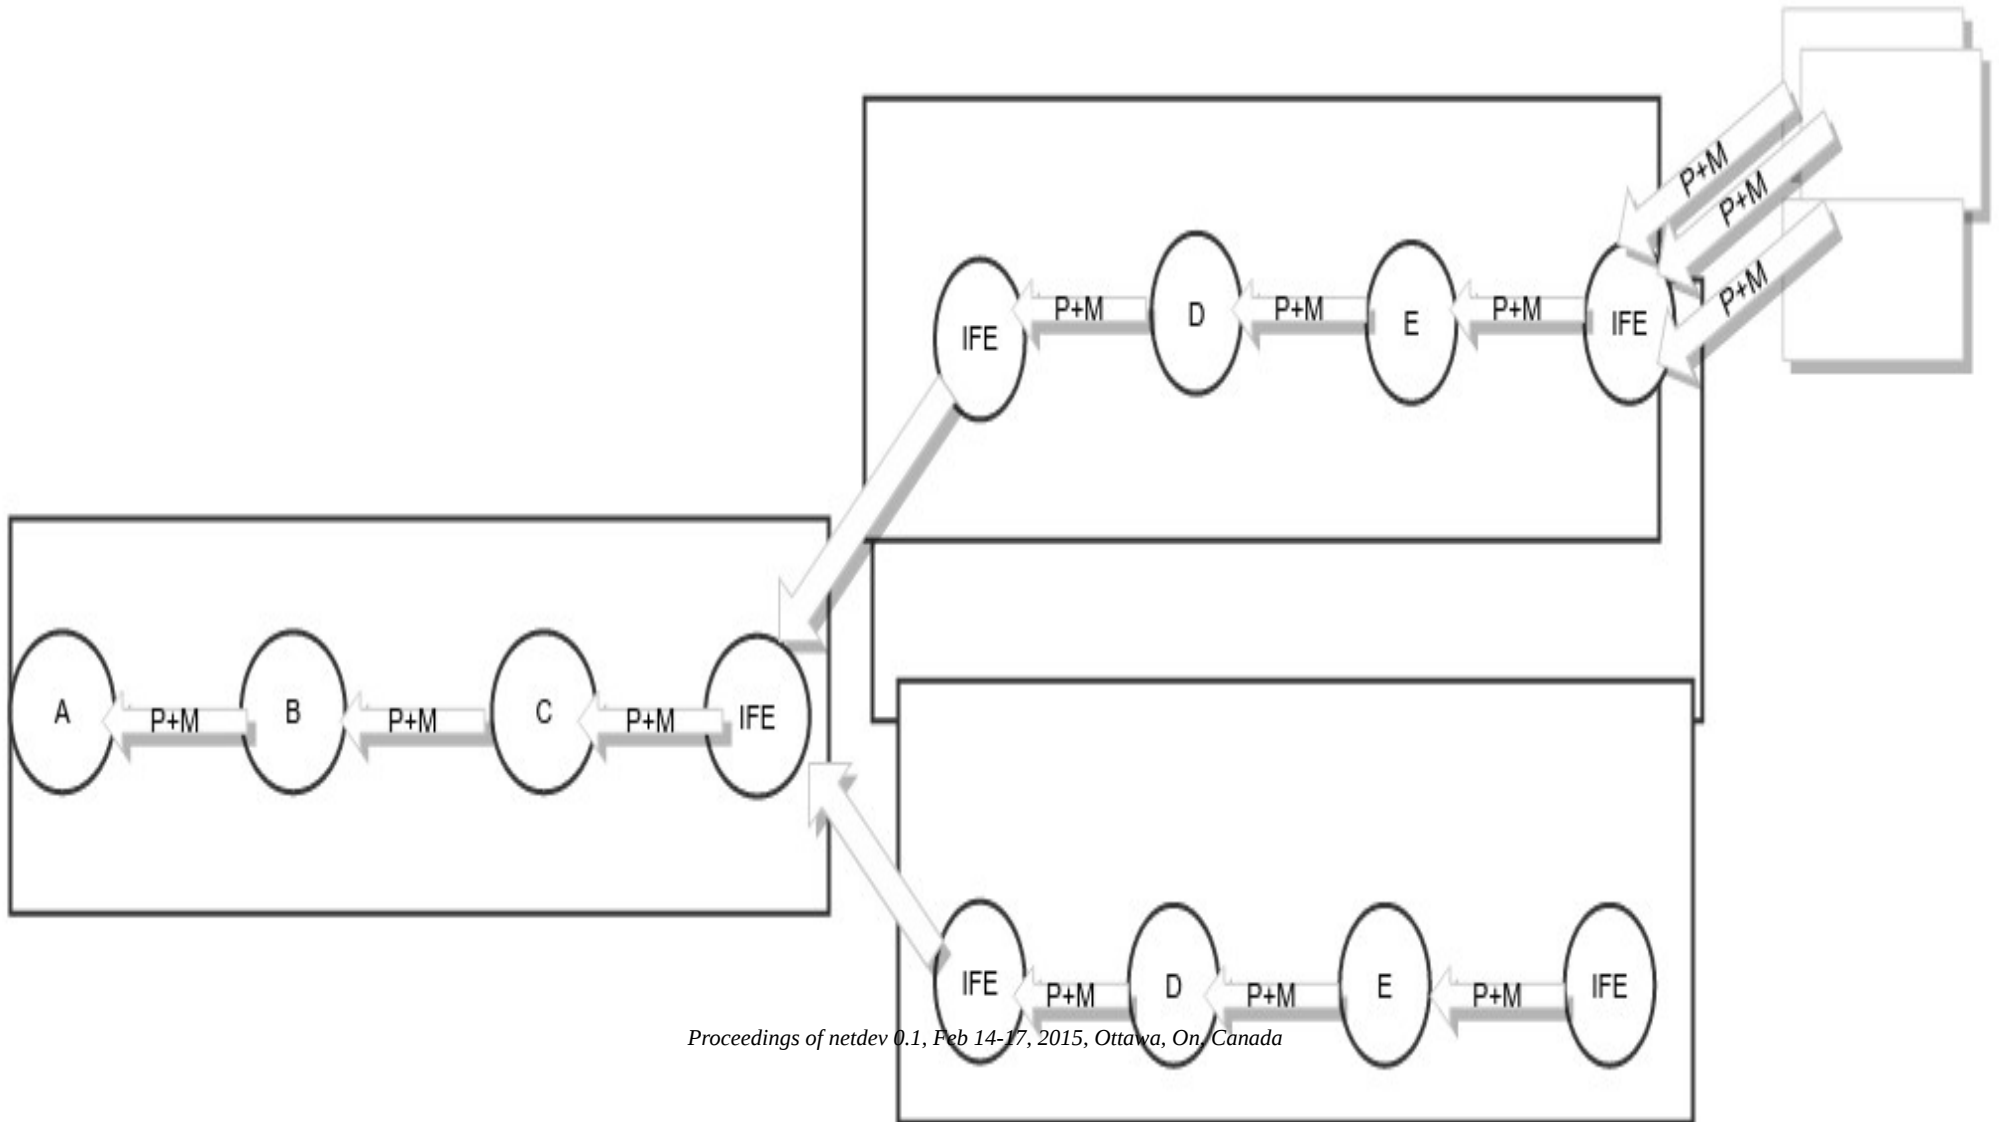 P+M
P+M
P+M
IFE
P+M
D
P+M
E
P+M
IFE
A
P+M
B
P+M
C
P+M
IFE
IFE
P+M
D
P+M
E
P+M
IFE
Proceedings of netdev 0.1, Feb 14-17, 2015, Ottawa, On, Canada